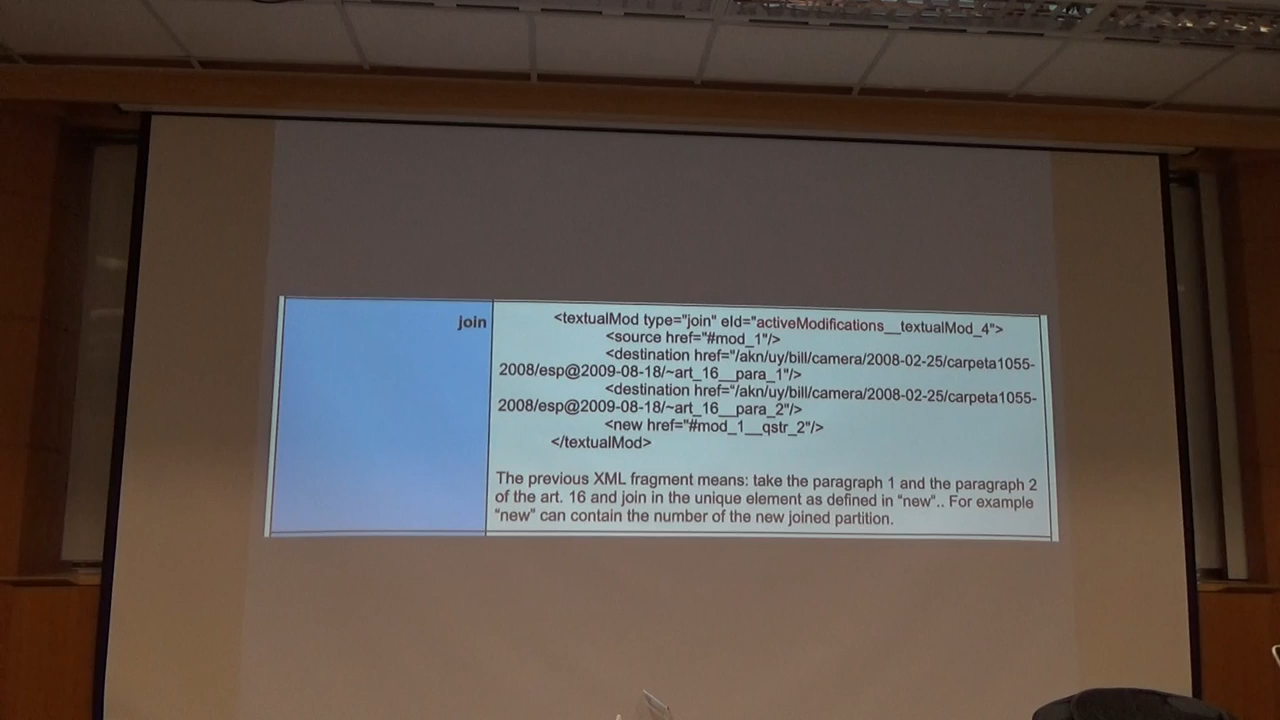 join
<textualMod type="join" eId="activeModifications__textualMod_4">
<source href="#mod_1"/>
<destination href="/akn/uy/bill/camera/2008-02-25/carpeta1055-
2008/esp@2009-08-18/~art_16__para_1"/>
<destination href="/akn/uy/bill/camera/2008-02-25/carpeta1055-
2008/esp@2009-08-18/~art_16__para_2"/>
<new href="#mod_1__qstr_2"/>
</textualMod>
The previous XML fragment means: take the paragraph 1 and the paragraph 2
of the art. 16 and join in the unique element as defined in “new”.. For example
“new” can contain the number of the new joined partition.